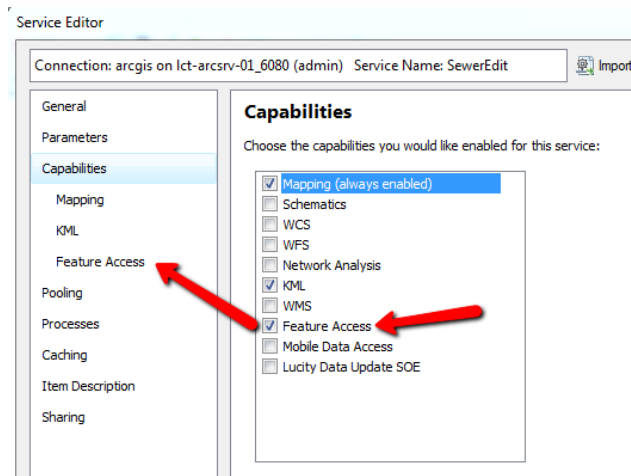 Service Editor
Connection: arcgis on lct-arcsrv-01_6080 (admin) Service Name: SewerEdit
Import
General
Parameters
Capabilities
Mapping
KML
Feature Access
Pooling
Processes
Caching
Item Description
Sharing
Capabilities
Choose the capabilities you would like enabled for this service:
Mapping (always enabled)
Schematics
WCS
WFS
Network Analysis
KML
WMS
Feature Access
Mobile Data Access
Lucity Data Update SOE